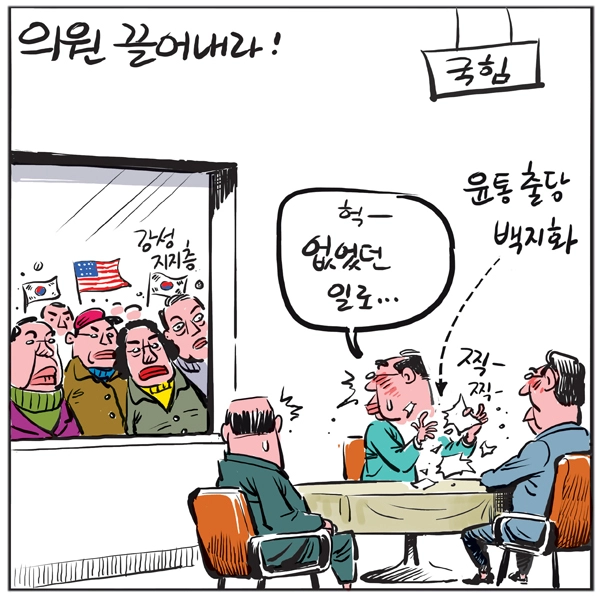 의원 끌어내라!
국힘
강성
지지층
헉—
없었던
일로...
윤통 출당
백지화
찍—
찍-